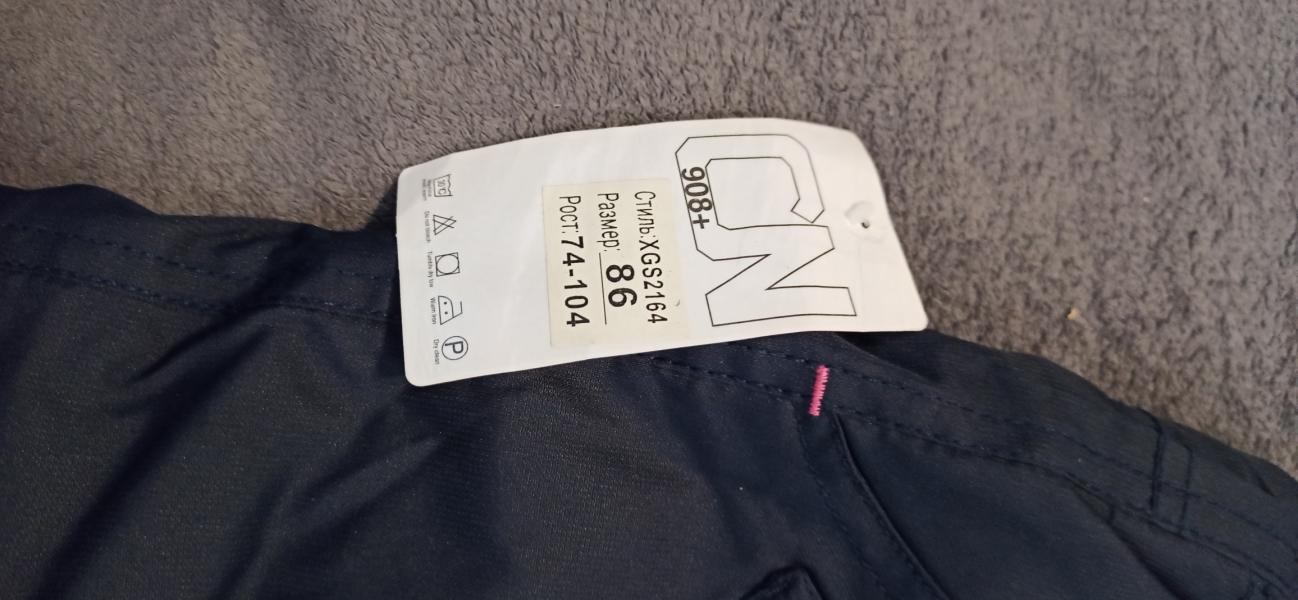 CN
908+
Стиль:XGS2164
Размер: 86
Рост:74-104
30°C
Do not bleach
Tumble dry low
Warm iron
P
Dry clean